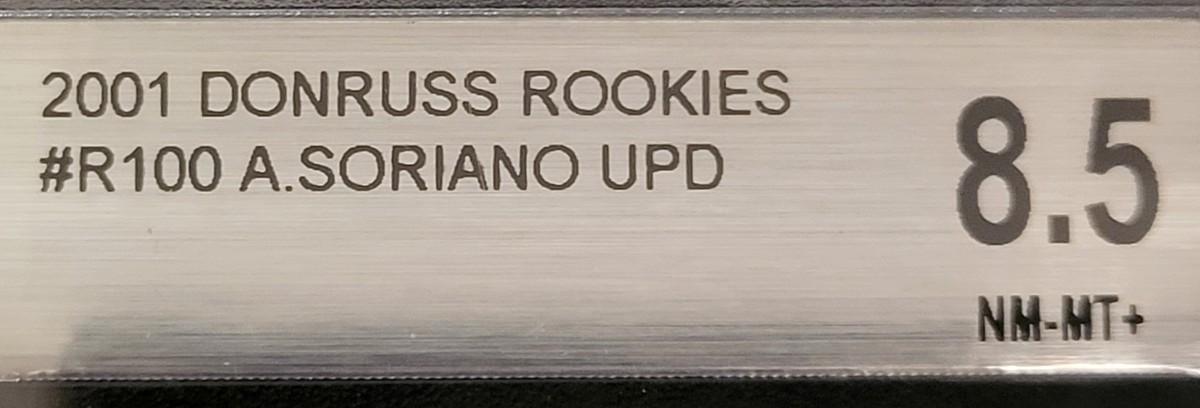 2001 DONRUSS ROOKIES
#R100 A.SORIANO UPD
8.5
NM-MT+